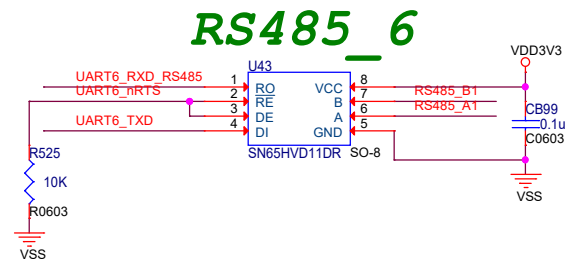 RS485_6
U43
VDD3V3
UART6_RXD_RS485 1 RO VCC 8
UART6_nRTS 2 RE B 7 RS485_B1
3 DE A 6 RS485_A1
UART6_TXD 4 DI GND 5
CB99
0.1u
C0603
SN65HVD11DR SO-8
R525
10K
R0603
VSS
VSS